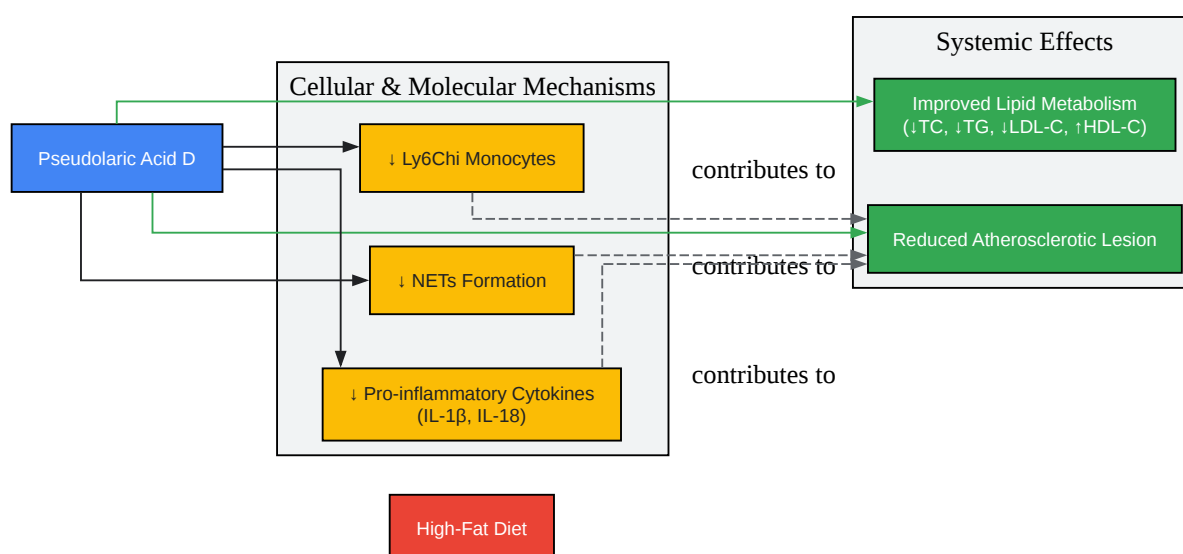 Systemic Effects
Cellular & Molecular Mechanisms
Improved Lipid Metabolism
(↓TC, ↓TG, ↓LDL-C, ↑HDL-C)
Pseudolaric Acid D
↓ Ly6Chi Monocytes
contributes to
Reduced Atherosclerotic Lesion
contributes to
↓ NETs Formation
contributes to
↓ Pro-inflammatory Cytokines
(IL-1β, IL-18)
High-Fat Diet